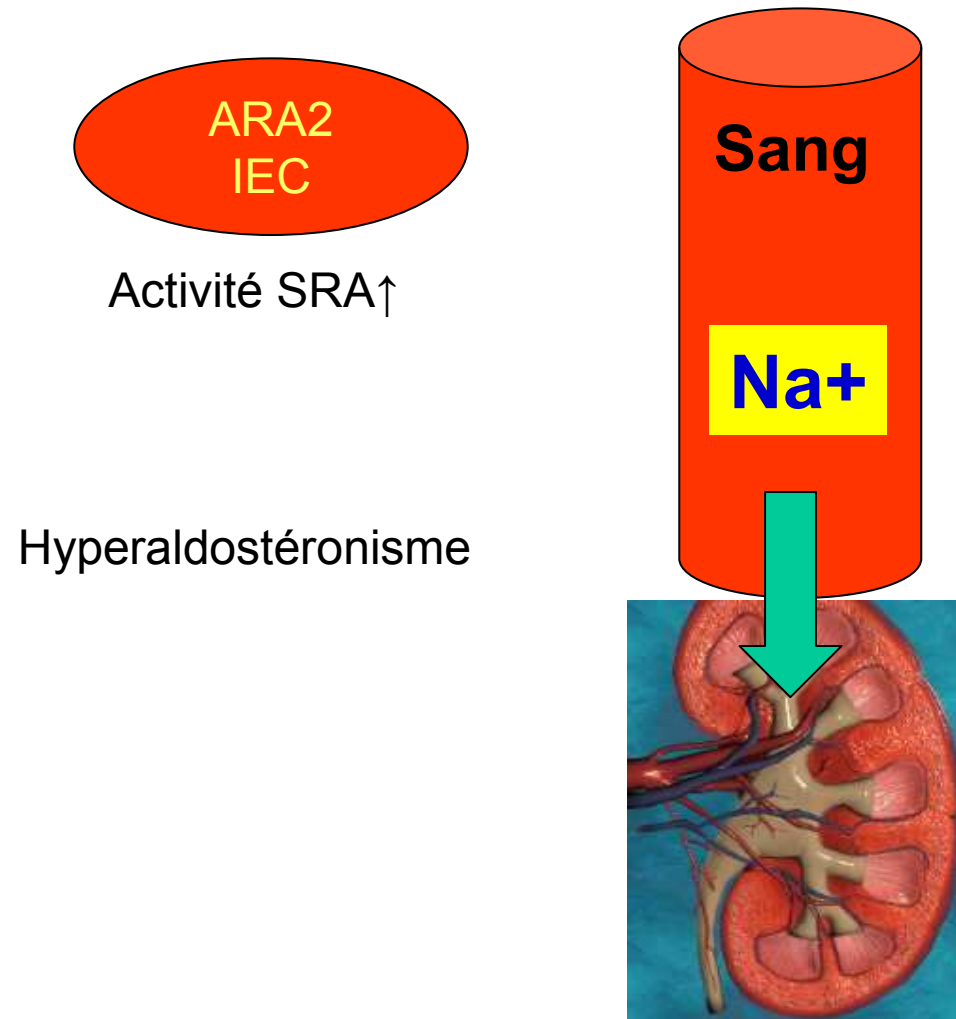 ARA2
IEC
Activité SRA↑
Hyperaldostéronisme
Sang
Na+